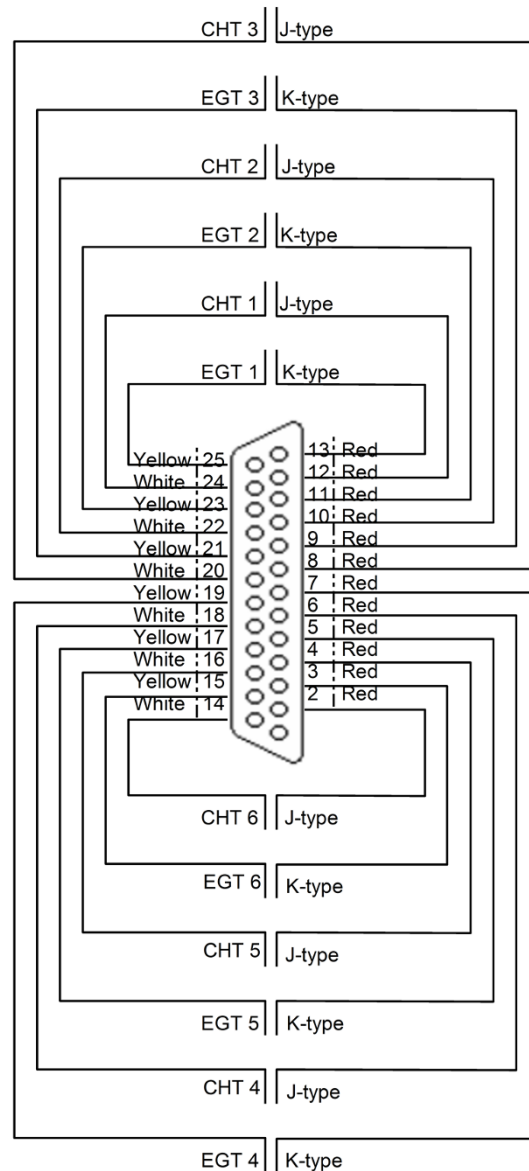 CHT 3 J-type
EGT 3 K-type
CHT 2 J-type
EGT 2 K-type
CHT 1 J-type
EGT 1 K-type
13 Red
Yellow 25
12 Red
White 24
11 Red
Yellow 23
10 Red
White 22
9 Red
Yellow 21
8 Red
White 20
7 Red
Yellow 19
6 Red
White 18
5 Red
Yellow 17
4 Red
White 16
3 Red
Yellow 15
2 Red
White 14
CHT 6 J-type
EGT 6 K-type
CHT 5 J-type
EGT 5 K-type
CHT 4 J-type
EGT 4 K-type